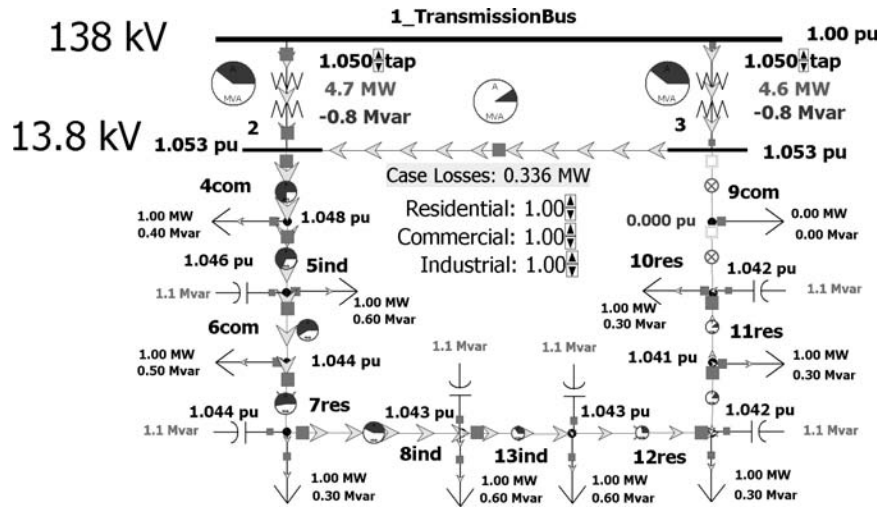 1_TransmissionBus
138 kV
1.00 pu
1.050 tap
1.050 tap
A
MVA
A
MVA
A
MVA
4.7 MW
4.6 MW
-0.8 Mvar
-0.8 Mvar
13.8 kV
2
3
1.053 pu
1.053 pu
Case Losses: 0.336 MW
4com
9com
1.00 MW
0.40 Mvar
1.048 pu
Residential: 1.00
0.000 pu
0.00 MW
0.00 Mvar
Commercial: 1.00
1.046 pu
5ind
Industrial: 1.00
10res
1.042 pu
1.1 Mvar
1.00 MW
0.60 Mvar
1.00 MW
0.30 Mvar
1.1 Mvar
6com
11res
1.00 MW
0.50 Mvar
1.044 pu
1.1 Mvar
1.1 Mvar
1.041 pu
1.00 MW
0.30 Mvar
1.044 pu
7res
1.043 pu
1.043 pu
1.042 pu
1.1 Mvar
1.1 Mvar
8ind
13ind
12res
1.00 MW
0.30 Mvar
1.00 MW
0.60 Mvar
1.00 MW
0.60 Mvar
1.00 MW
0.30 Mvar